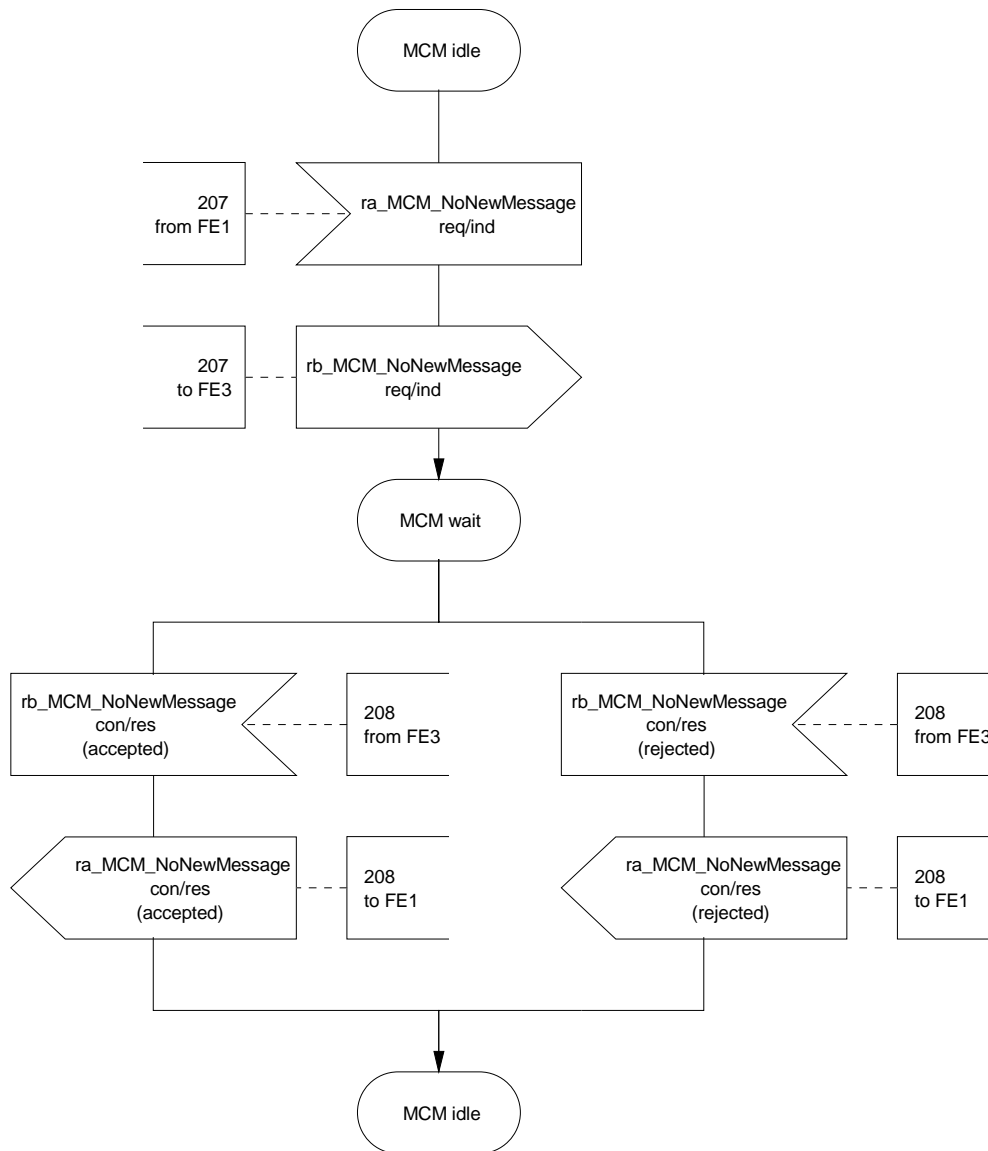 MCM idle
207
from FE1
ra_MCM_NoNewMessage
req/ind
207
to FE3
rb_MCM_NoNewMessage
req/ind
MCM wait
rb_MCM_NoNewMessage
con/res
(accepted)
208
from FE3
rb_MCM_NoNewMessage
con/res
(rejected)
208
from FE3
ra_MCM_NoNewMessage
con/res
(accepted)
208
to FE1
ra_MCM_NoNewMessage
con/res
(rejected)
208
to FE1
MCM idle